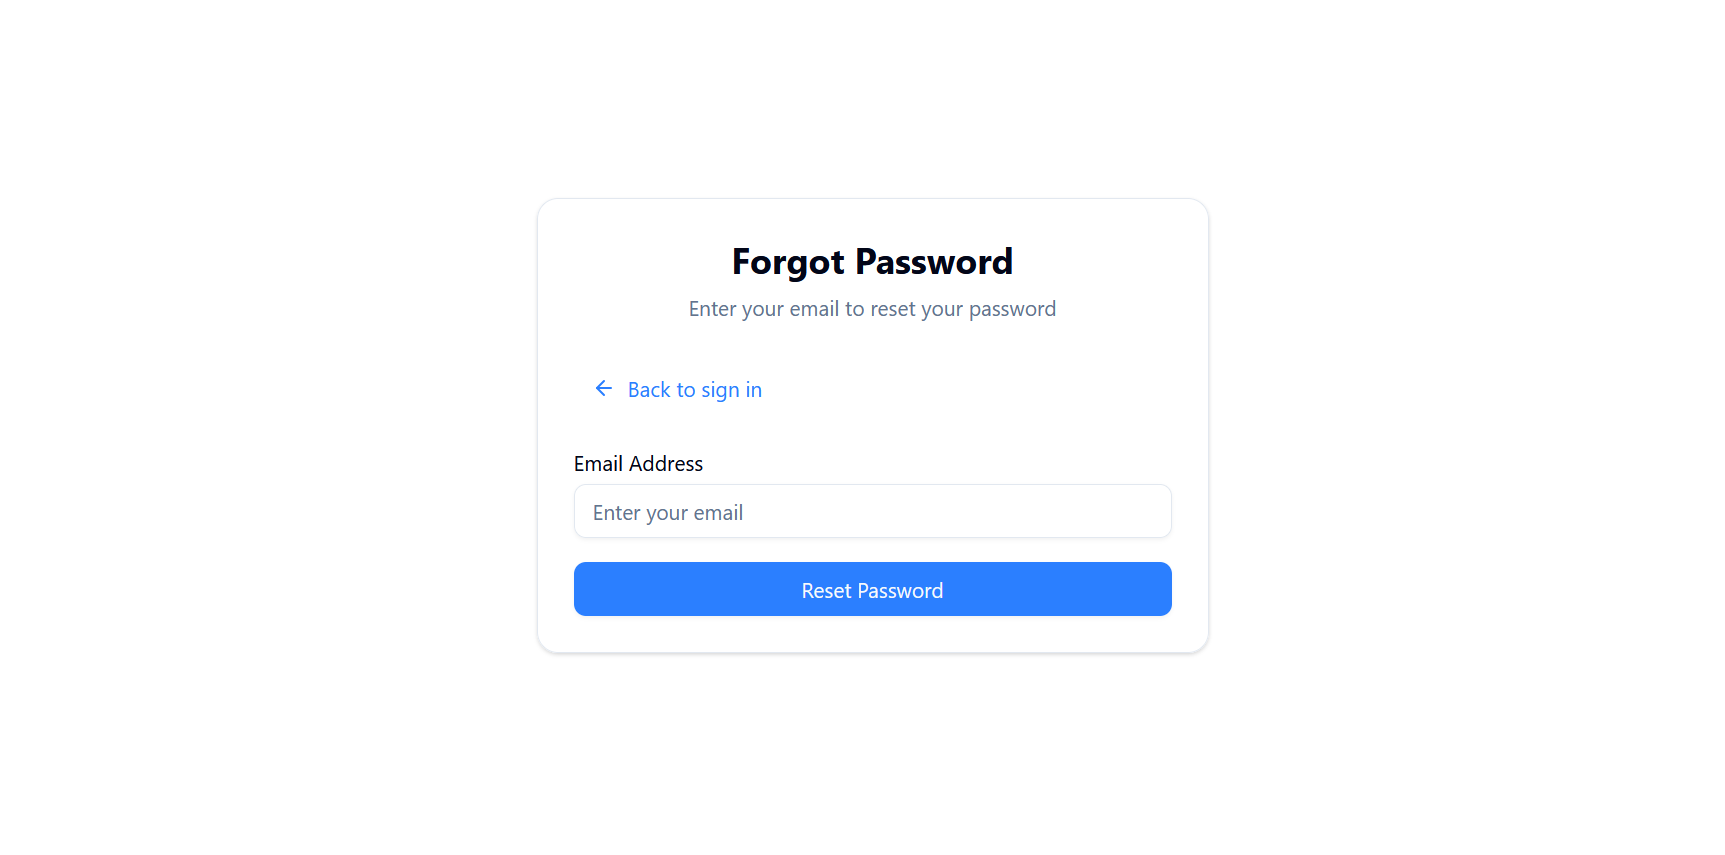 Forgot Password
Enter your email to reset your password
Back to sign in
Email Address
Enter your email
Reset Password